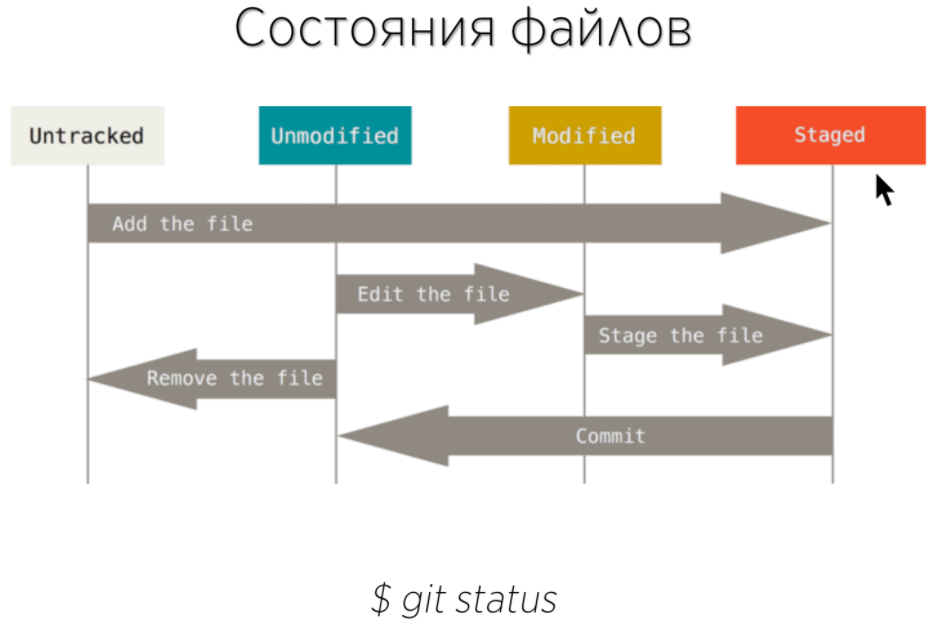 Состояния файлов
Untracked
Unmodified
Modified
Staged
Add the file
Edit the file
Stage the file
Remove the file
Commit
$ git status